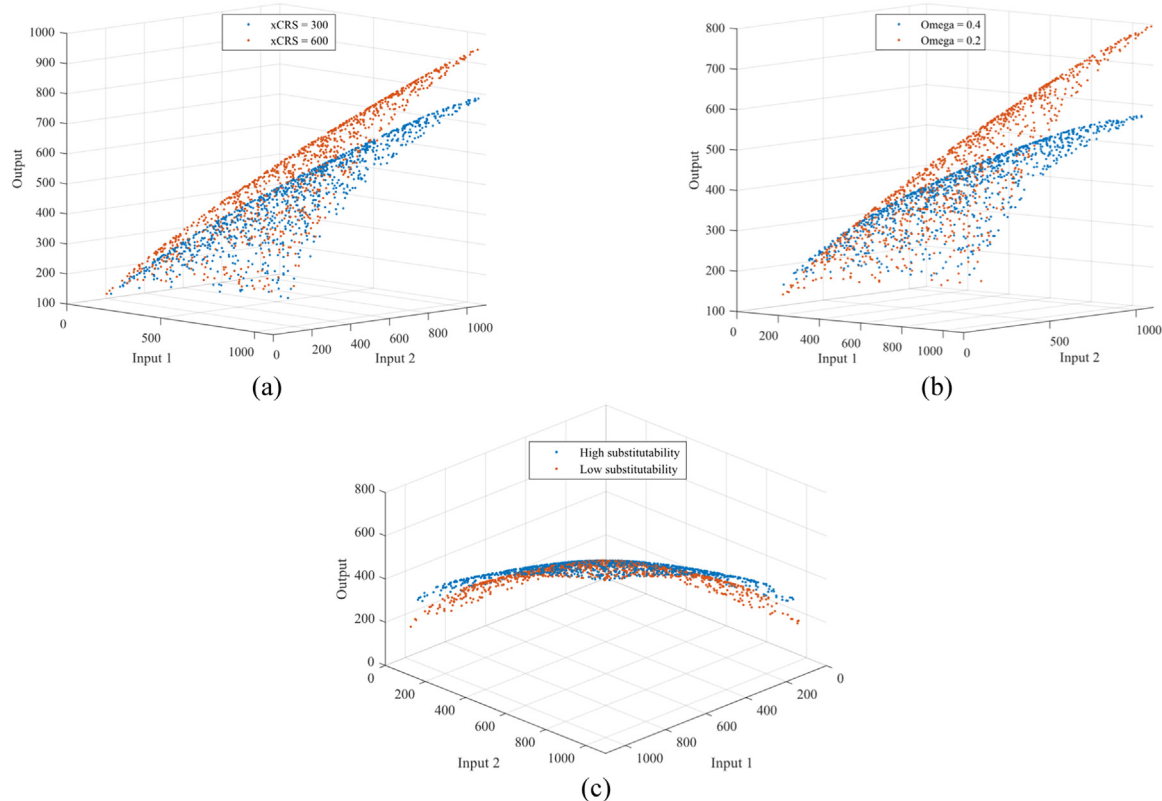 xCRS = 300
xCRS = 600
1000
900
800
700
600
500
400
300
200
100
Output
0
500
1000
Input 1
0
200
400
600
800
1000
Input 2
(a)
Omega = 0.4
Omega = 0.2
800
700
600
500
400
300
200
100
Output
0
200
400
600
800
1000
Input 1
0
500
1000
Input 2
(b)
High substitutability
Low substitutability
800
600
400
200
0
Output
0
200
400
600
800
1000
Input 2
1000
800
600
400
200
0
Input 1
(c)